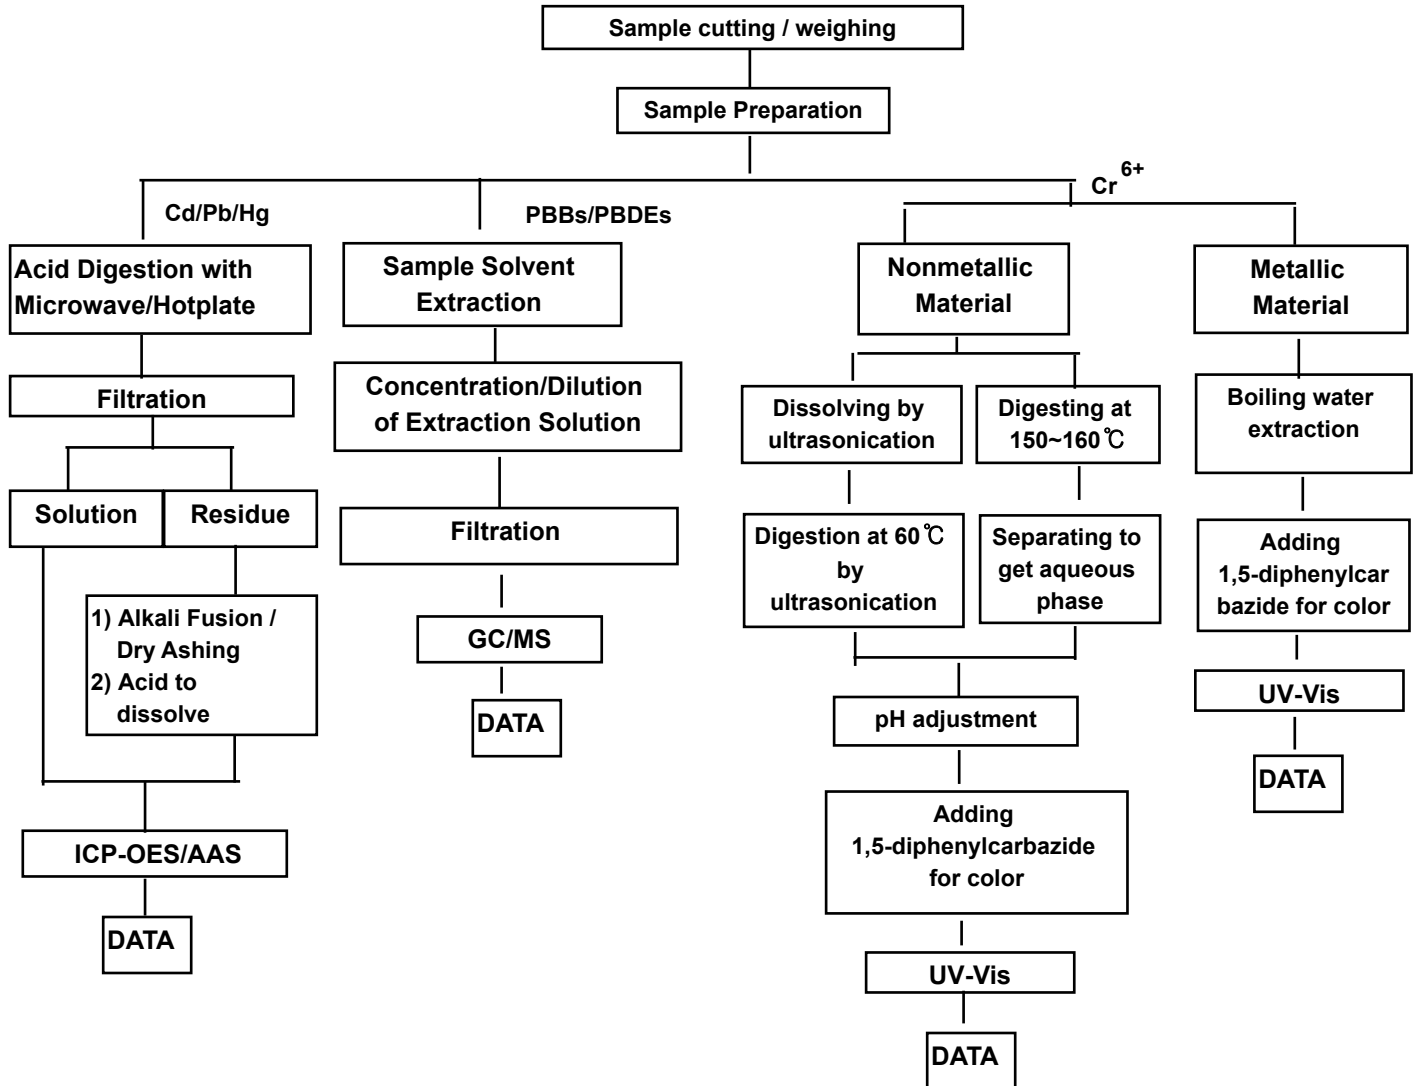 Sample cutting / weighing
Sample Preparation
Cd/Pb/Hg
PBBs/PBDEs
Cr 6+
Acid Digestion with
Microwave/Hotplate
Filtration
Solution
Residue
1) Alkali Fusion /
Dry Ashing
2) Acid to
dissolve
ICP-OES/AAS
DATA
Sample Solvent
Extraction
Concentration/Dilution
of Extraction Solution
Filtration
GC/MS
DATA
Nonmetallic
Material
Dissolving by
ultrasonication
Digestion at 60℃
by
ultrasonication
Digesting at
150~160℃
Separating to
get aqueous
phase
pH adjustment
Adding
1,5-diphenylcarbazide
for color
UV-Vis
DATA
Metallic
Material
Boiling water
extraction
Adding
1,5-diphenylcar
bazide for color
UV-Vis
DATA